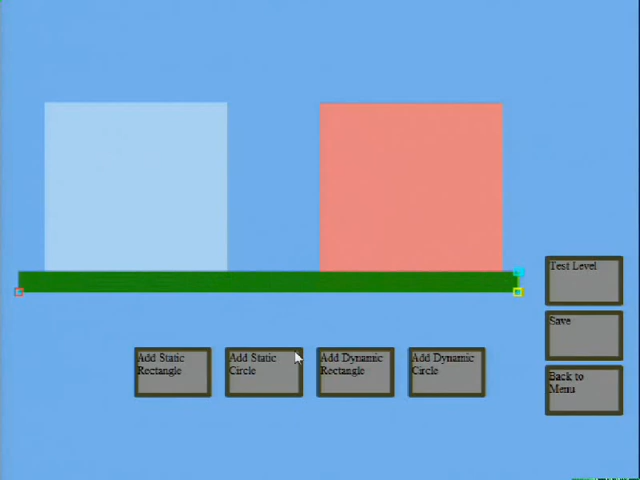 Test Level
Save
Back to
Menu
Add Static
Rectangle
Add Static
Circle
Add Dynamic
Rectangle
Add Dynamic
Circle